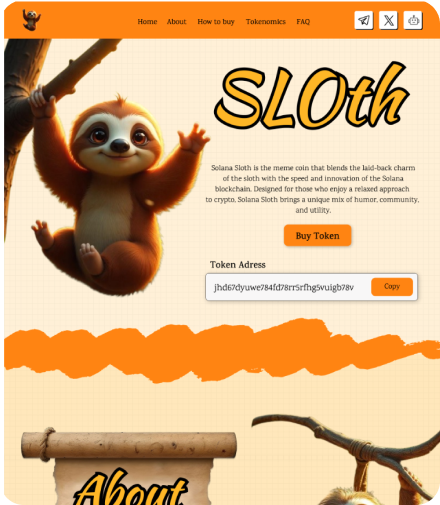 Home About How to buy Tokenomics FAQ
SLOth
Solana Sloth is the meme coin that blends the laid-back charm
of the sloth with the speed and innovation of the Solana
blockchain. Designed for those who enjoy a relaxed approach
to crypto, Solana Sloth brings a unique mix of humor, community,
and utility.
Buy Token
Token Adress
jhd67dyuwe784fd78rr5rfhg5vuigb78v Copy
About